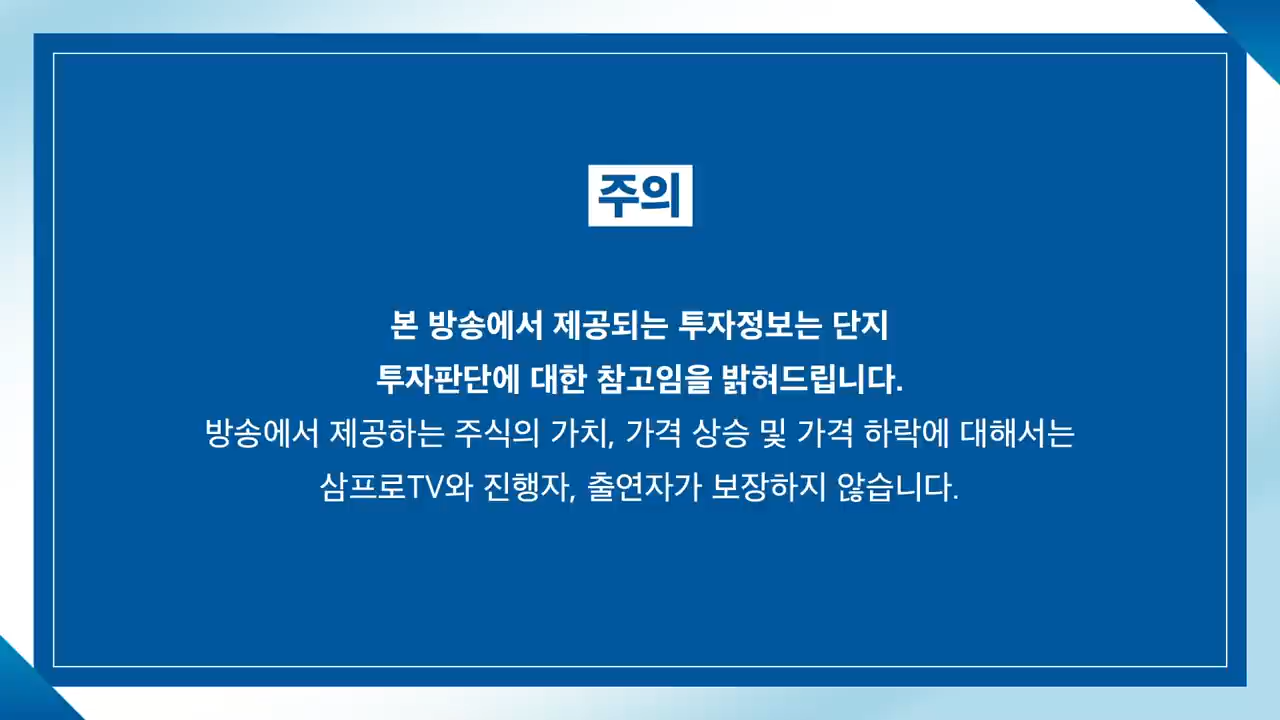 주의
본 방송에서 제공되는 투자정보는 단지
투자판단에 대한 참고임을 밝혀드립니다.
방송에서 제공하는 주식의 가치, 가격 상승 및 가격 하락에 대해서는
삼프로TV와 진행자, 출연자가 보장하지 않습니다.